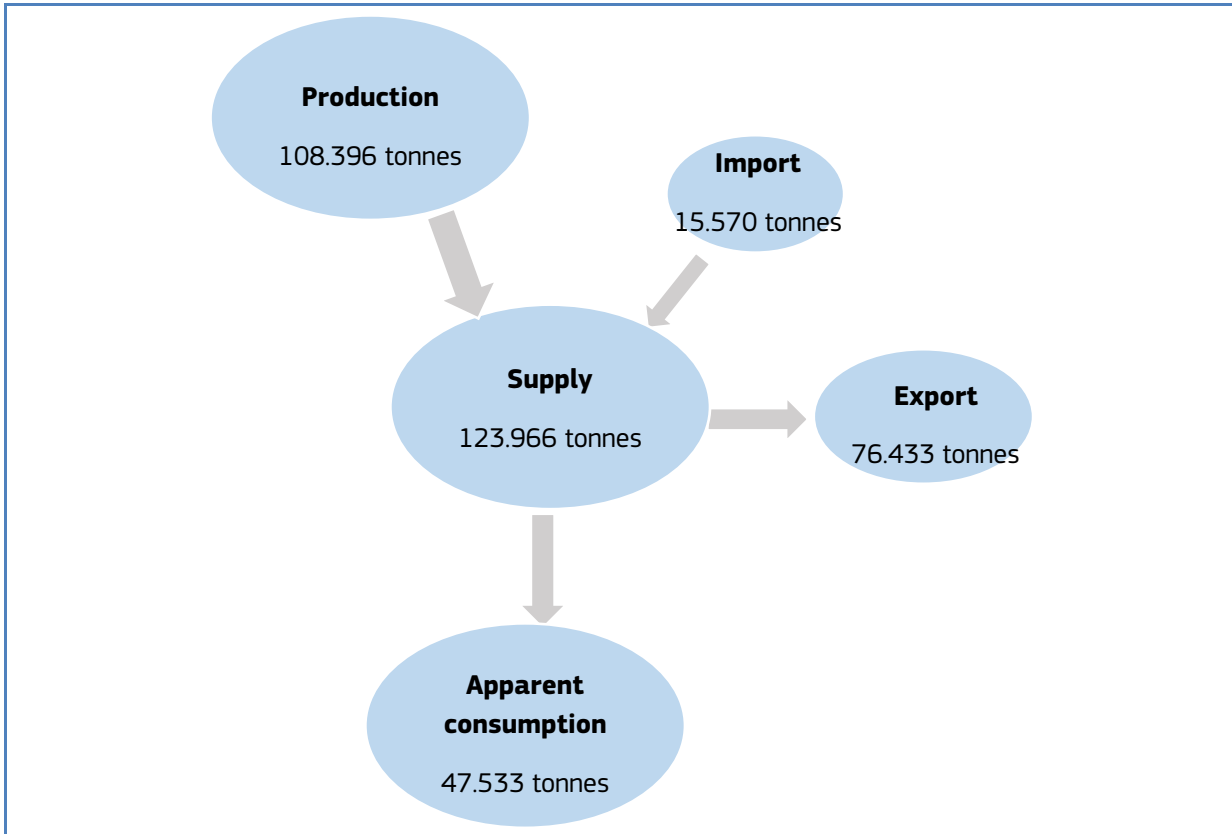 Production
108.396 tonnes
Import
15.570 tonnes
Supply
123.966 tonnes
Export
76.433 tonnes
Apparent
consumption
47.533 tonnes